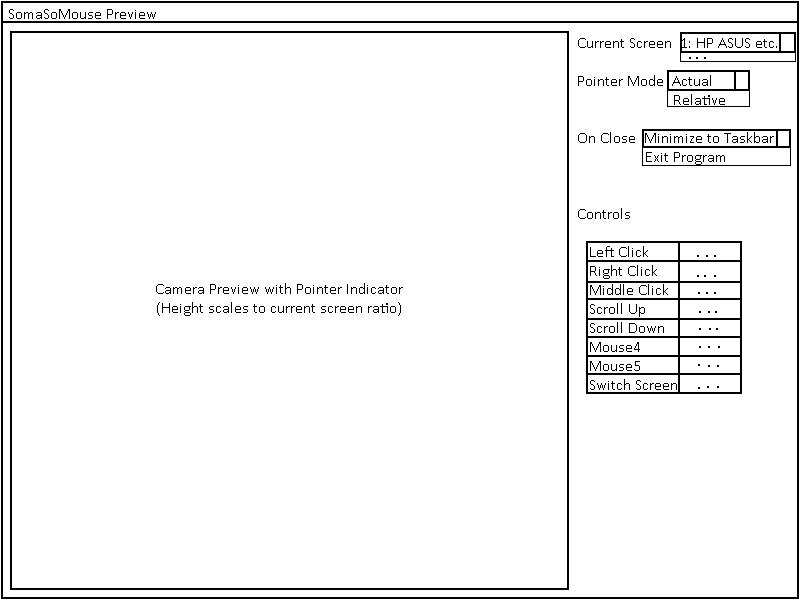 SomaSoMouse Preview
Current Screen 1: HP ASUS etc.
...
Pointer Mode Actual
Relative
On Close Minimize to Taskbar
Exit Program
Controls
Left Click ...
Right Click ...
Middle Click ...
Scroll Up ...
Scroll Down ...
Mouse4 ...
Mouse5 ...
Switch Screen ...
Camera Preview with Pointer Indicator
(Height scales to current screen ratio)